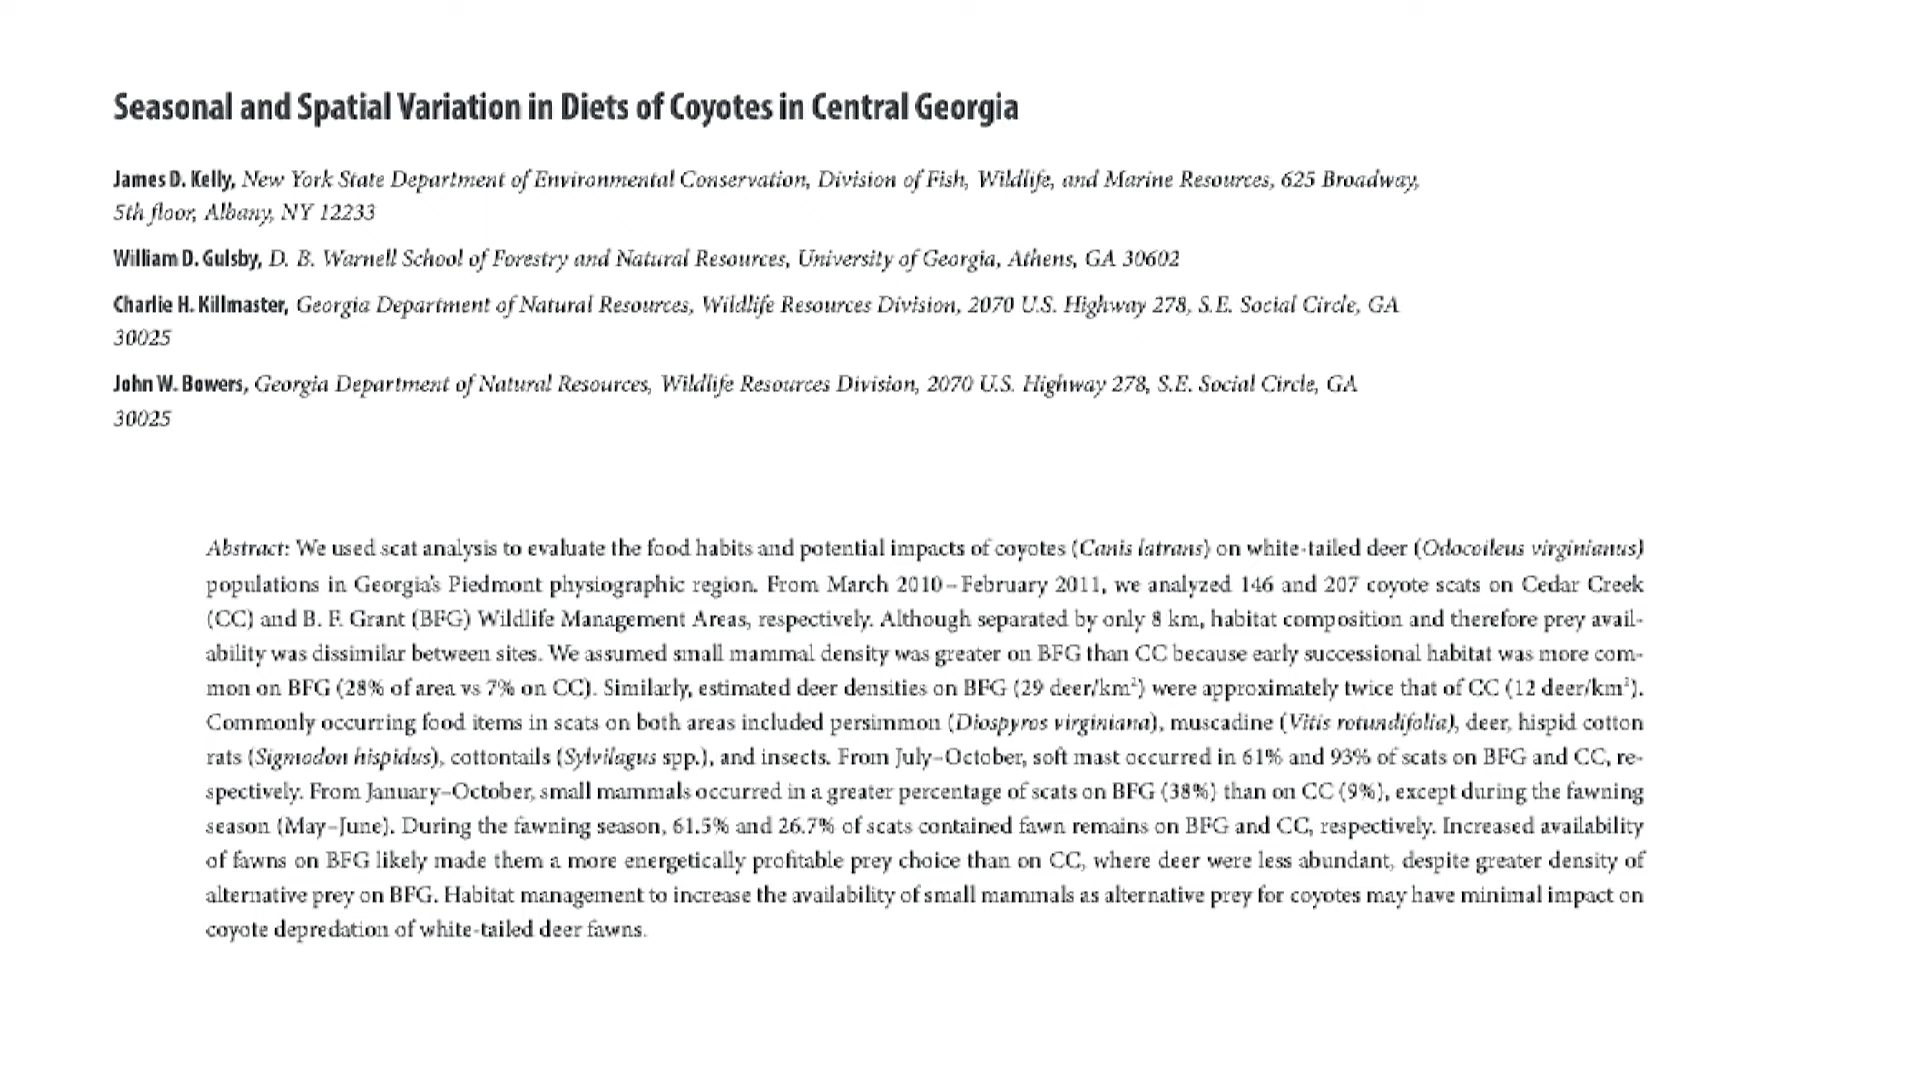 Seasonal and Spatial Variation in Diets of Coyotes in Central Georgia
James D. Kelly, New York State Department of Environmental Conservation, Division of Fish, Wildlife, and Marine Resources, 625 Broadway,
5th floor, Albany, NY 12233
William D. Gulsby, D. B. Warnell School of Forestry and Natural Resources, University of Georgia, Athens, GA 30602
Charlie H. Killmaster, Georgia Department of Natural Resources, Wildlife Resources Division, 2070 U.S. Highway 278, S.E. Social Circle, GA
30025
John W. Bowers, Georgia Department of Natural Resources, Wildlife Resources Division, 2070 U.S. Highway 278, S.E. Social Circle, GA
30025
Abstract: We used scat analysis to evaluate the food habits and potential impacts of coyotes (Canis latrans) on white-tailed deer (Odocoileus virginianus)
populations in Georgia's Piedmont physiographic region. From March 2010–February 2011, we analyzed 146 and 207 coyote scats on Cedar Creek
(CC) and B. F. Grant (BFG) Wildlife Management Areas, respectively. Although separated by only 8 km, habitat composition and therefore prey avail-
ability was dissimilar between sites. We assumed small mammal density was greater on BFG than CC because early successional habitat was more com-
mon on BFG (28% of area vs 7% on CC). Similarly, estimated deer densities on BFG (29 deer/km²) were approximately twice that of CC (12 deer/km²).
Commonly occurring food items in scats on both areas included persimmon (Diospyros virginiana), muscadine (Vitis rotundifolia), deer, hispid cotton
rats (Sigmodon hispidus), cottontails (Sylvilagus spp.), and insects. From July–October, soft mast occurred in 61% and 93% of scats on BFG and CC, re-
spectively. From January–October, small mammals occurred in a greater percentage of scats on BFG (38%) than on CC (9%), except during the fawning
season (May–June). During the fawning season, 61.5% and 26.7% of scats contained fawn remains on BFG and CC, respectively. Increased availability
of fawns on BFG likely made them a more energetically profitable prey choice than on CC, where deer were less abundant, despite greater density of
alternative prey on BFG. Habitat management to increase the availability of small mammals as alternative prey for coyotes may have minimal impact on
coyote depredation of white-tailed deer fawns.